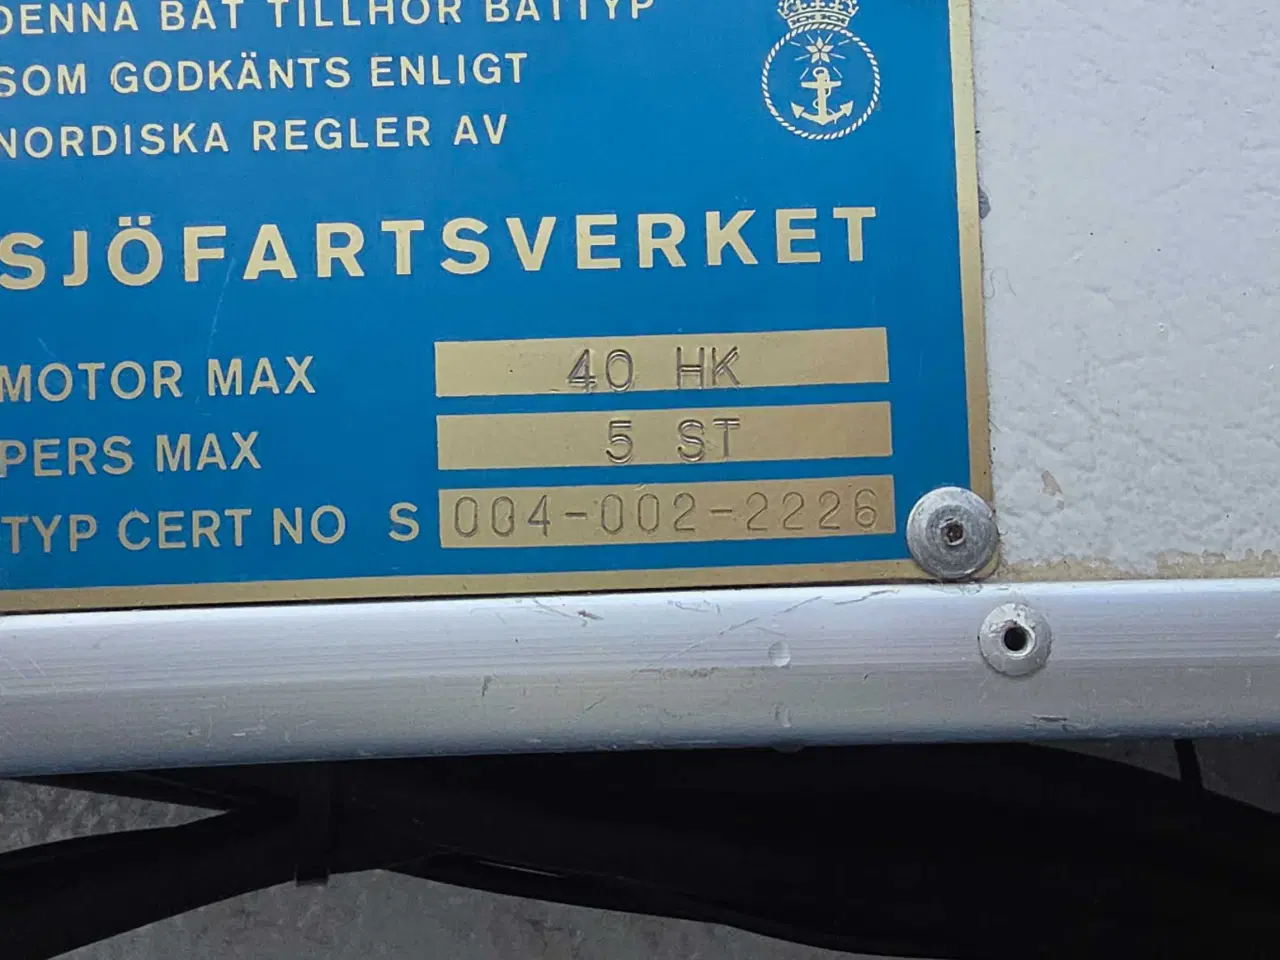 DENNA BÅT TILLHÖR BÅTTYP
SOM GODKÄNTS ENLIGT
NORDISKA REGLER AV
SJÖFARTSVERKET
MOTOR MAX 40 HK
PERS MAX 5 ST
TYP CERT NO S 004-002-2226